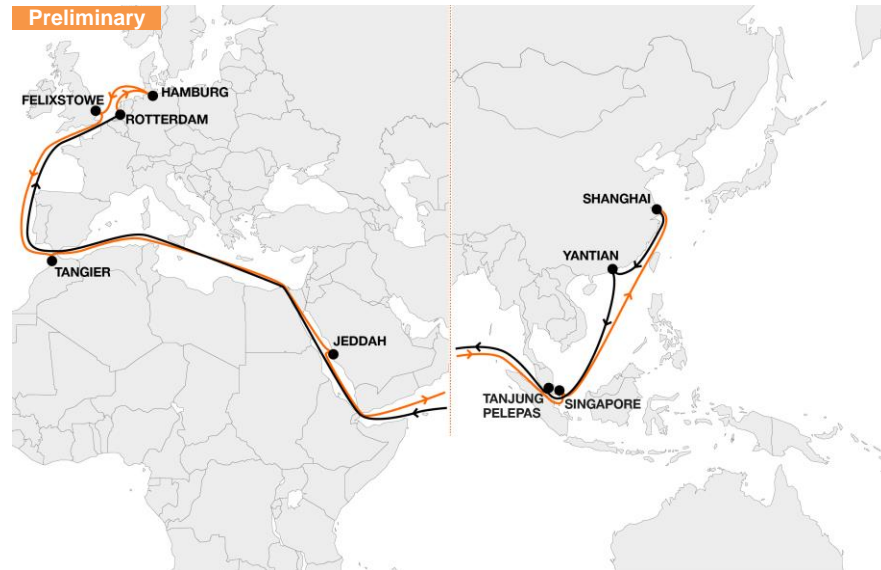 Preliminary
HAMBURG
FELIXSTOWE
ROTTERDAM
TANGIER
JEDDAH
SHANGHAI
YANTIAN
TANJUNG
PELEPAS
SINGAPORE